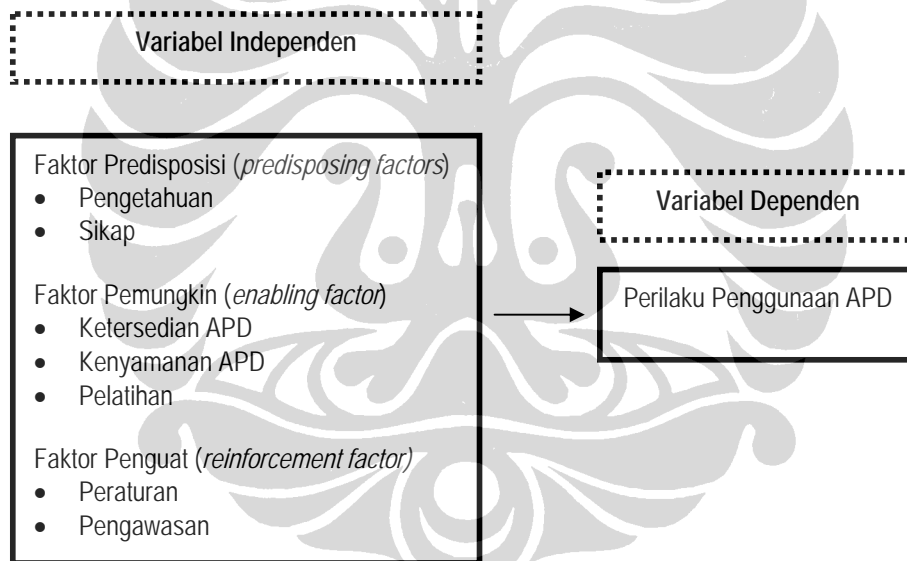 Variabel Independen
Faktor Predisposisi (predisposing factors)
• Pengetahuan
• Sikap
Faktor Pemungkin (enabling factor)
• Ketersedian APD
• Kenyamanan APD
• Pelatihan
Faktor Penguat (reinforcement factor)
• Peraturan
• Pengawasan
Variabel Dependen
Perilaku Penggunaan APD